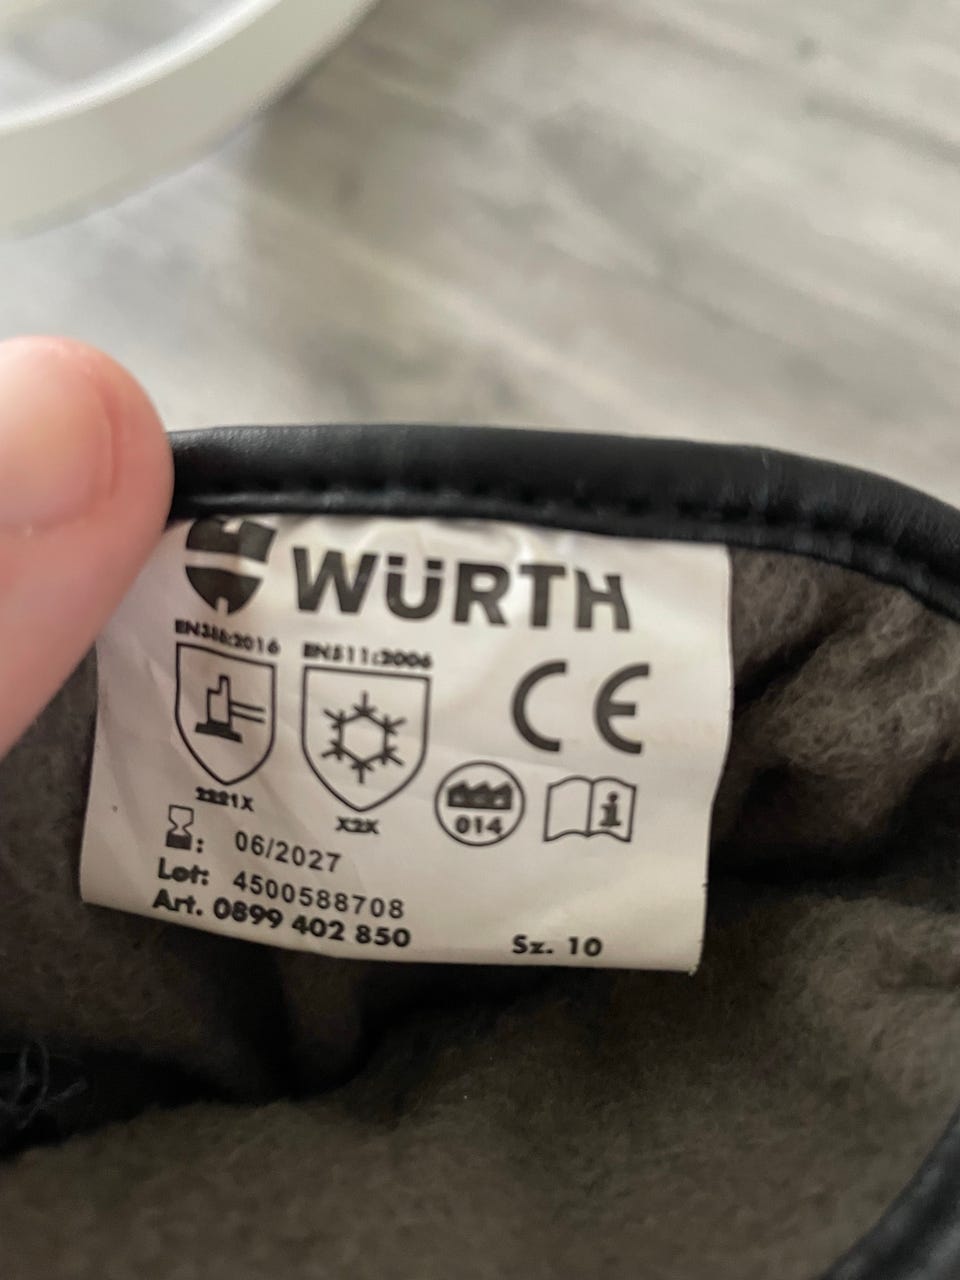 WÜRTH
EN388:2016 EN511:2006
CE
2221X
X2X
014
i
: 06/2027
Lot: 4500588708
Art. 0899 402 850
Sz. 10